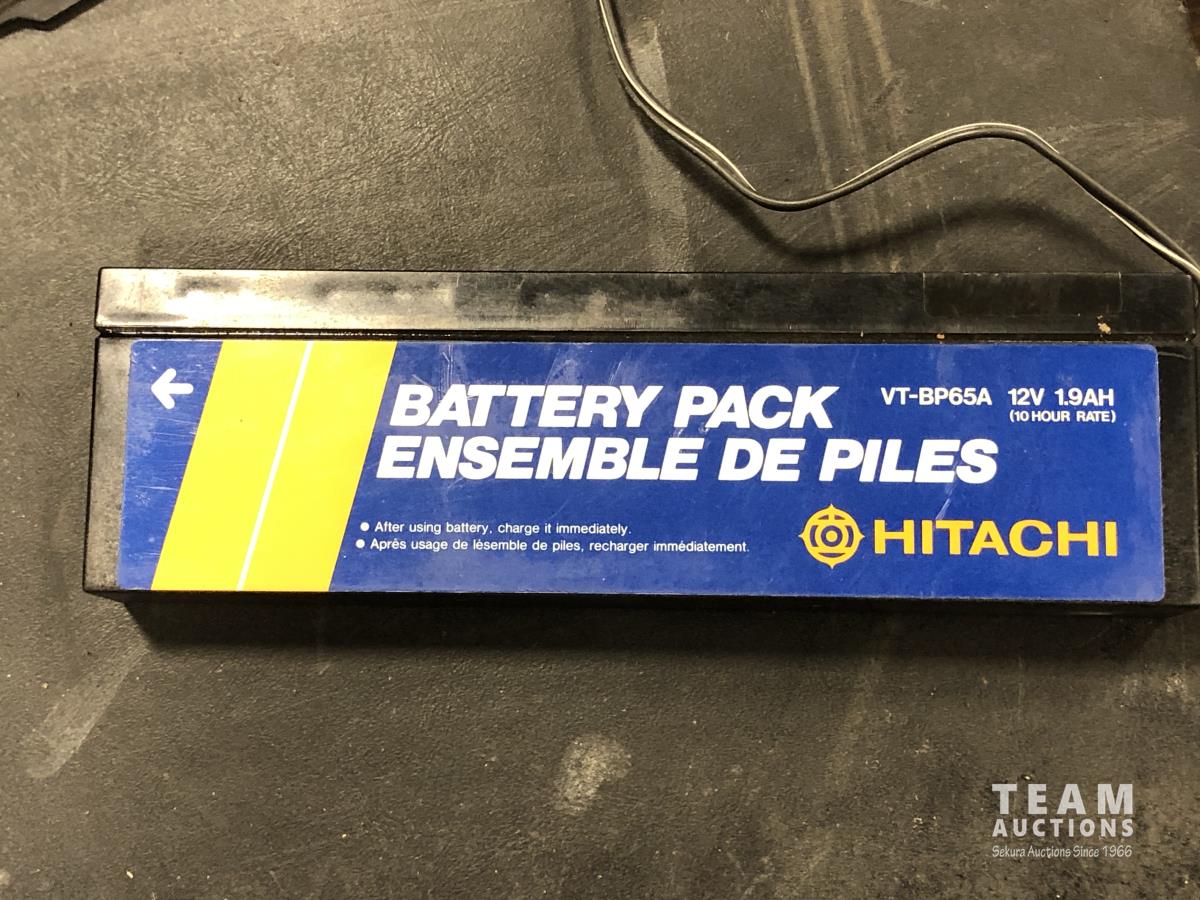 BATTERY PACK
ENSEMBLE DE PILES
VT-BP65A 12V 1.9AH
(10 HOUR RATE)
● After using battery, charge it immediately.
● Après usage de lésemble de piles, recharger immédiatement.
HITACHI
TEAM
AUCTIONS
Sekura Auctions Since 1966